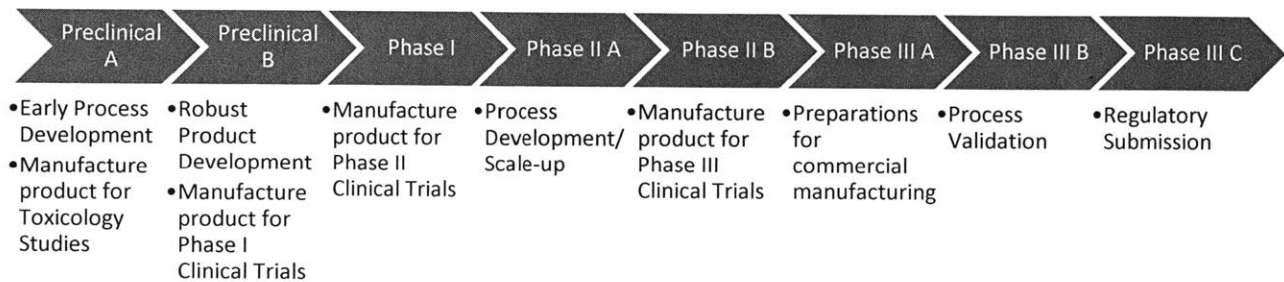 Preclinical
A
Preclinical
B
Phase I
Phase II A
Phase II B
Phase III A
Phase III B
Phase III C
•Early Process
Development
•Manufacture
product for
Toxicology
Studies
•Robust
Product
Development
•Manufacture
product for
Phase I
Clinical Trials
•Manufacture
product for
Phase II
Clinical Trials
•Process
Development/
Scale-up
•Manufacture
product for
Phase III
Clinical Trials
•Preparations
for
commercial
manufacturing
•Process
Validation
•Regulatory
Submission